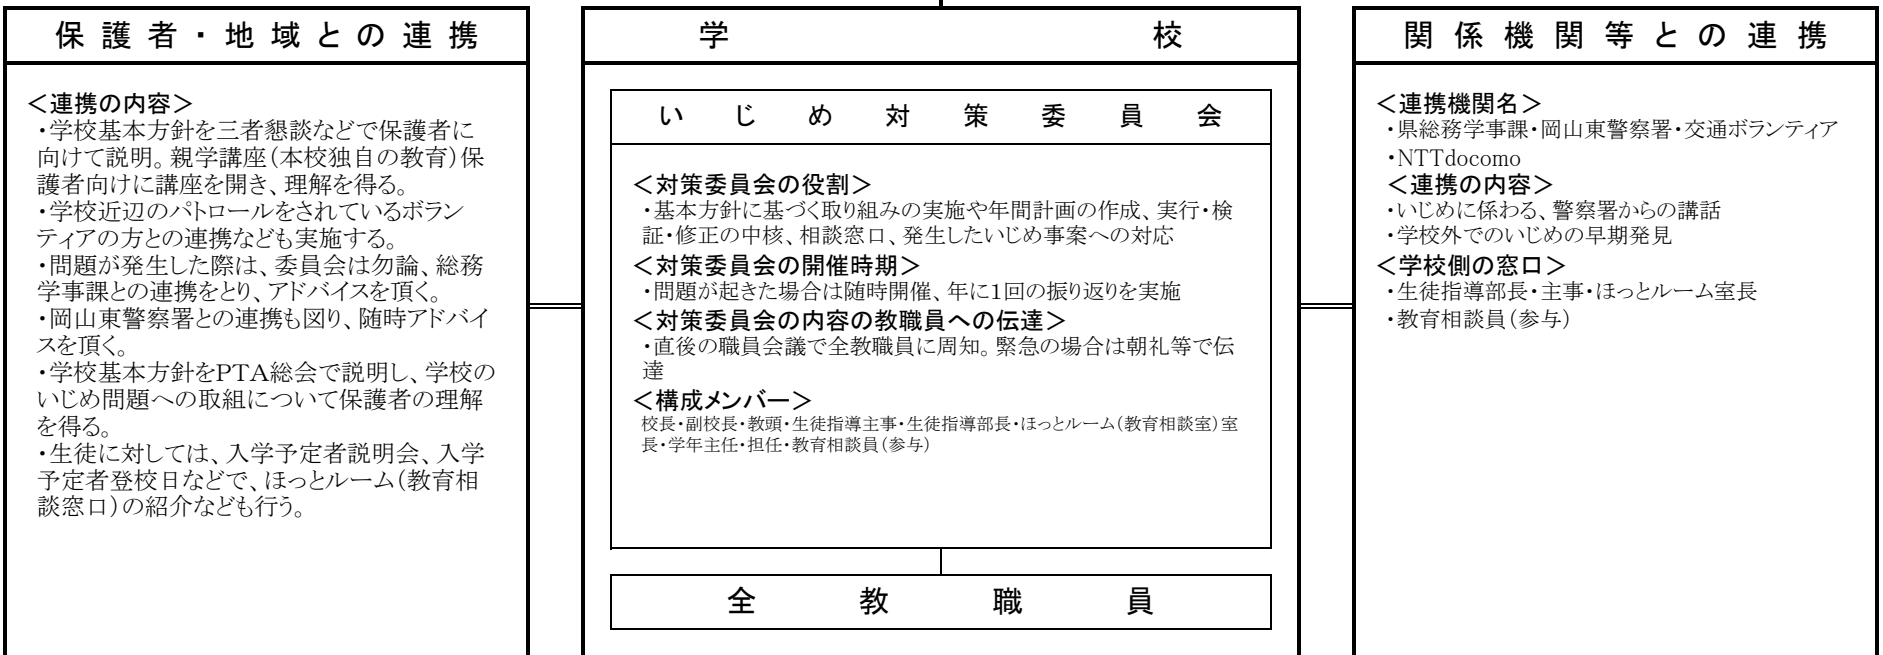 保護者・地域との連携
<連携の内容>
・学校基本方針を三者懇談などで保護者に
向けて説明。親学講座(本校独自の教育)保
護者向けに講座を開き、理解を得る。
・学校近辺のパトロールをされているボラン
ティアの方との連携なども実施する。
・問題が発生した際は、委員会は勿論、総務
学事課との連携をとり、アドバイスを頂く。
・岡山東警察署との連携も図り、随時アドバイ
スを頂く。
・学校基本方針をPTA総会で説明し、学校の
いじめ問題への取組について保護者の理解
を得る。
・生徒に対しては、入学予定者説明会、入学
予定者登校日などで、ほっとルーム(教育相
談窓口)の紹介なども行う。
学校
いじめ対策委員会
<対策委員会の役割>
・基本方針に基づく取り組みの実施や年間計画の作成、実行・検
証・修正の中核、相談窓口、発生したいじめ事案への対応
<対策委員会の開催時期>
・問題が起きた場合は随時開催、年に1回の振り返りを実施
<対策委員会の内容の教職員への伝達>
・直後の職員会議で全教職員に周知。緊急の場合は朝礼等で伝
達
<構成メンバー>
校長・副校長・教頭・生徒指導主事・生徒指導部長・ほっとルーム(教育相談室)室
長・学年主任・担任・教育相談員(参与)
全教職員
関係機関等との連携
<連携機関名>
・県総務学事課・岡山東警察署・交通ボランティア
・NTTdocomo
<連携の内容>
・いじめに係わる、警察署からの講話
・学校外でのいじめの早期発見
<学校側の窓口>
・生徒指導部長・主事・ほっとルーム室長
・教育相談員(参与)